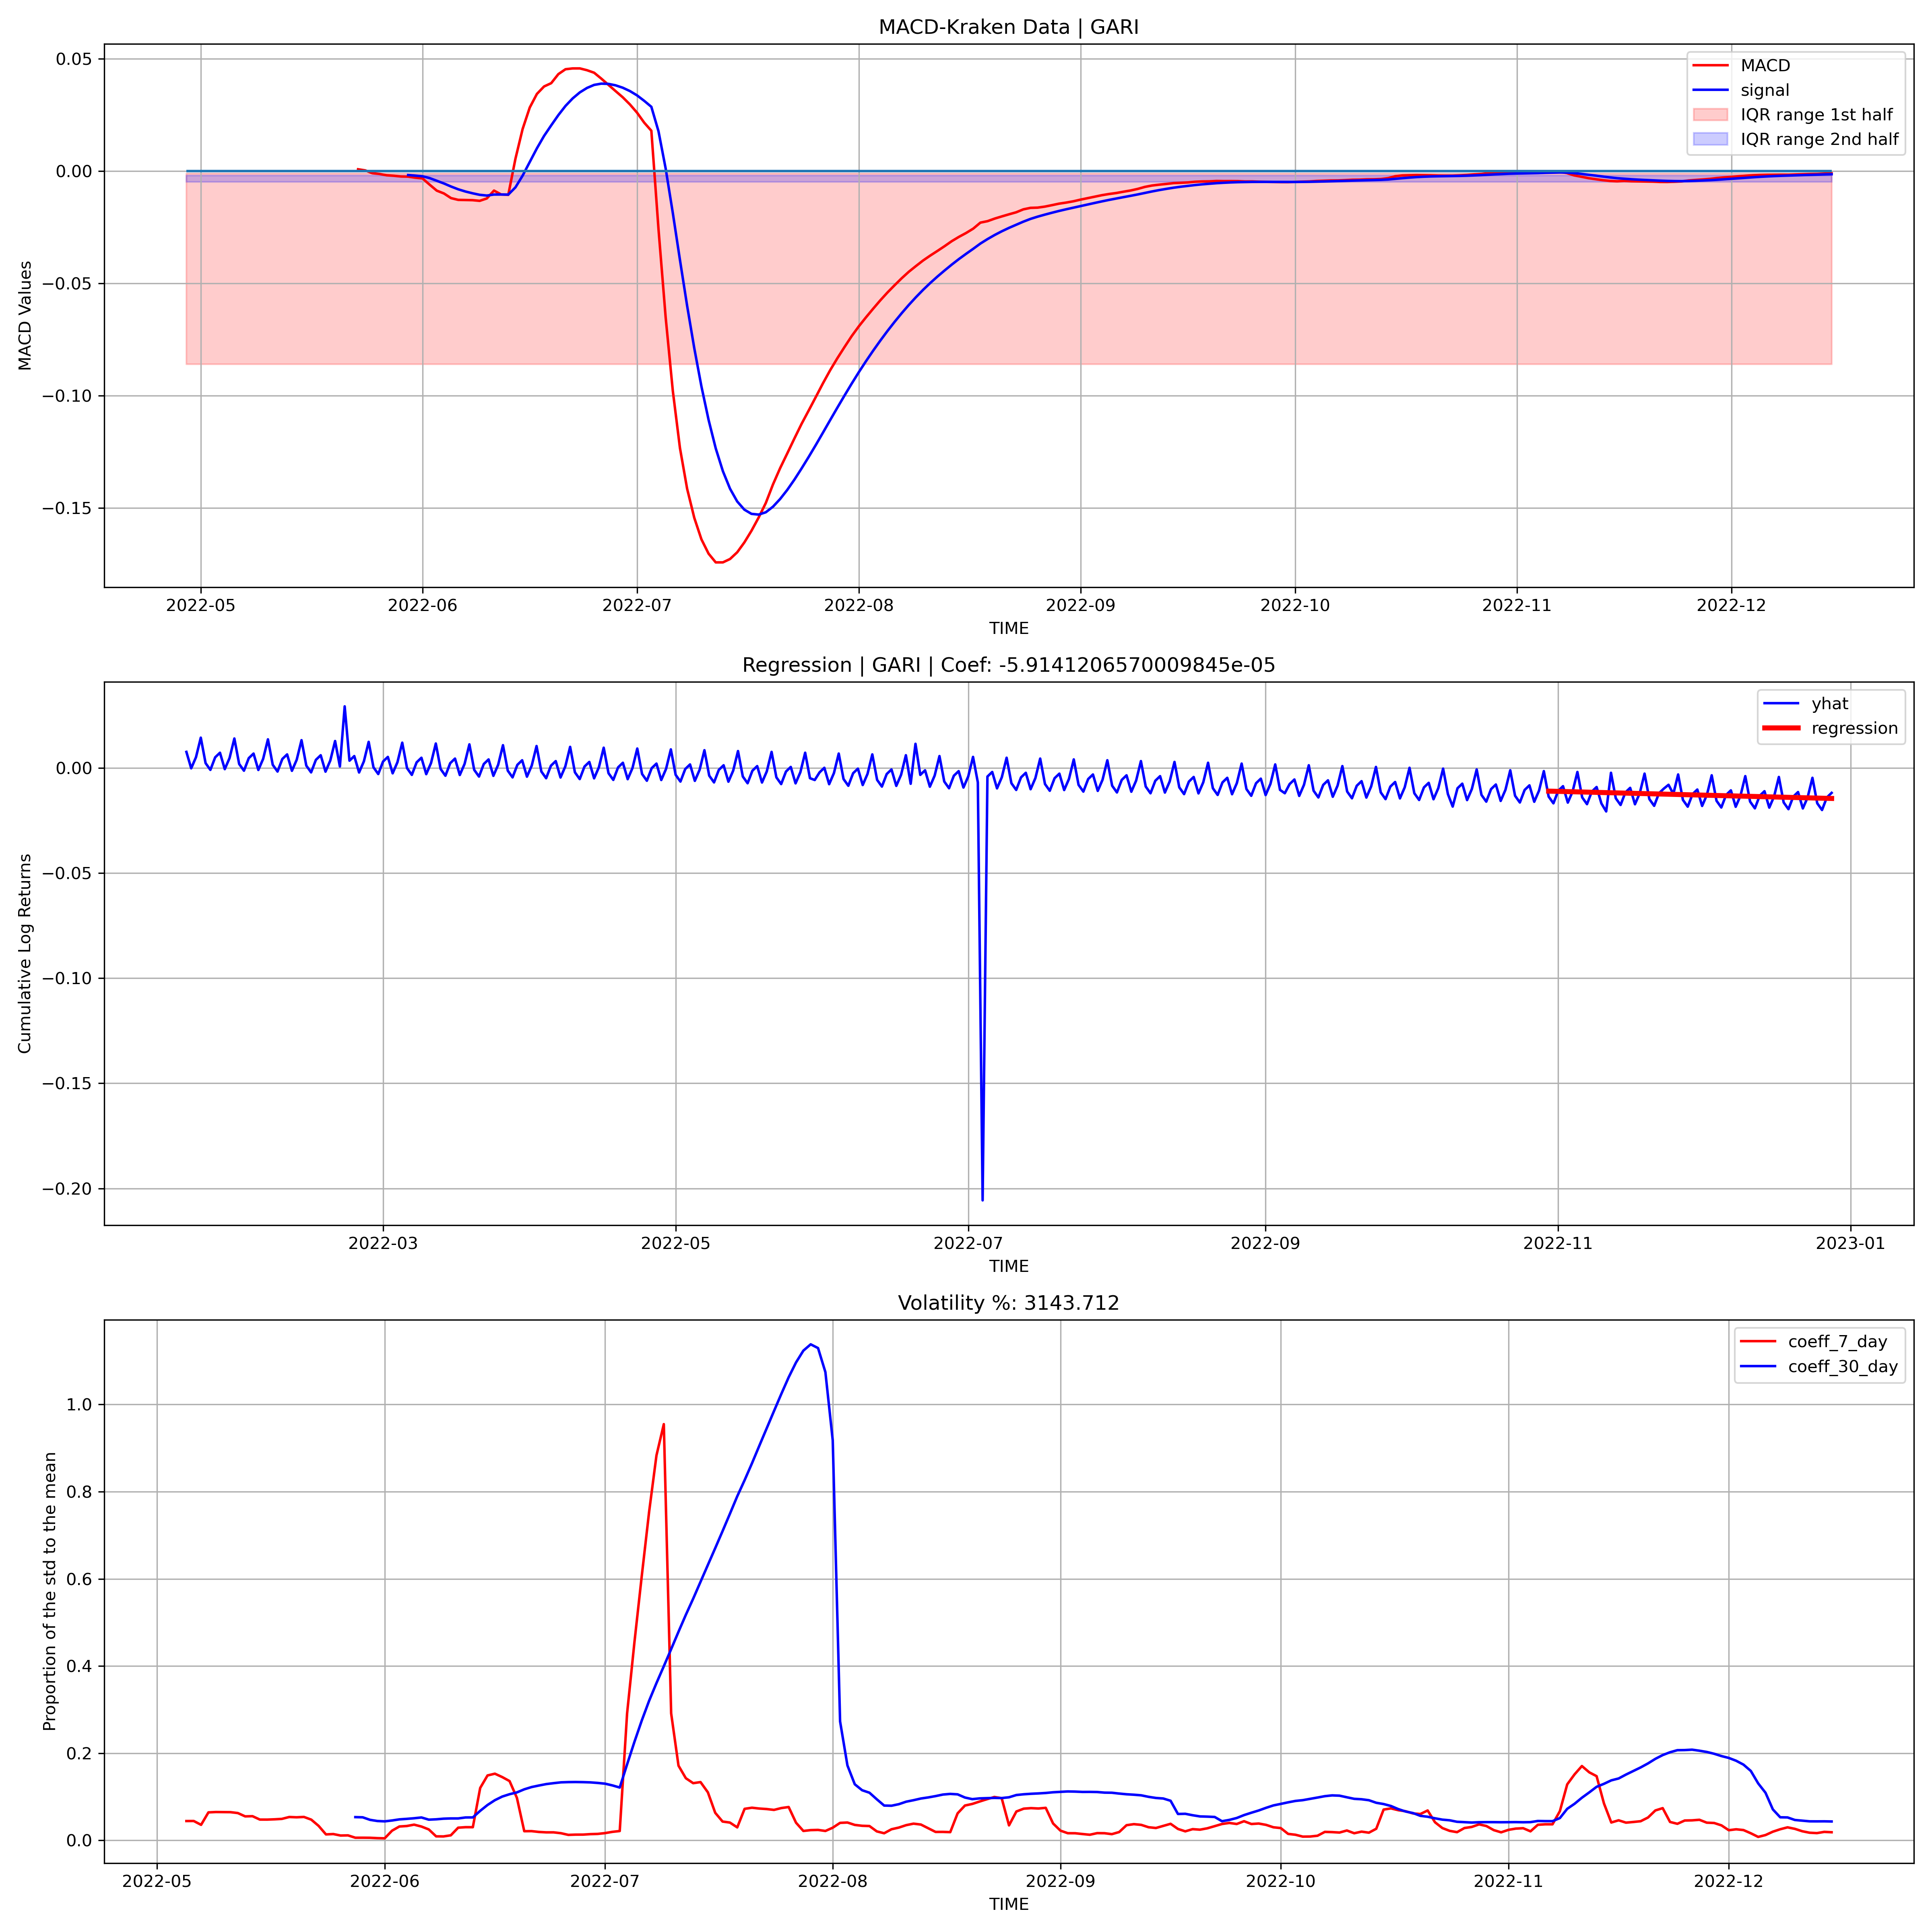 MACD-Kraken Data | GARI
0.05
0.00
−0.05
−0.10
−0.15
MACD Values
MACD
signal
IQR range 1st half
IQR range 2nd half
2022-05 2022-06 2022-07 2022-08 2022-09 2022-10 2022-11 2022-12
TIME
Regression | GARI | Coef: -5.9141206570009845e-05
0.00
−0.05
−0.10
−0.15
−0.20
Cumulative Log Returns
yhat
regression
2022-03 2022-05 2022-07 2022-09 2022-11 2023-01
TIME
Volatility %: 3143.712
1.0
0.8
0.6
0.4
0.2
0.0
Proportion of the std to the mean
coeff_7_day
coeff_30_day
2022-05 2022-06 2022-07 2022-08 2022-09 2022-10 2022-11 2022-12
TIME